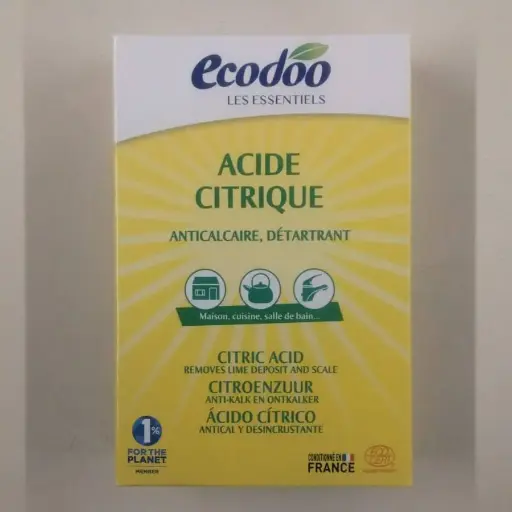 ecodoo
LES ESSENTIELS
ACIDE
CITRIQUE
ANTICALCAIRE, DÉTARTRANT
Maison, cuisine, salle de bain...
CITRIC ACID
REMOVES LIME DEPOSIT AND SCALE
CITROENZUUR
ANTI-KALK EN ONTKALKER
ÁCIDO CÍTRICO
ANTICAL Y DESINCRUSTANTE
1%
FOR THE
PLANET
MEMBER
CONDITIONNÉ EN
FRANCE